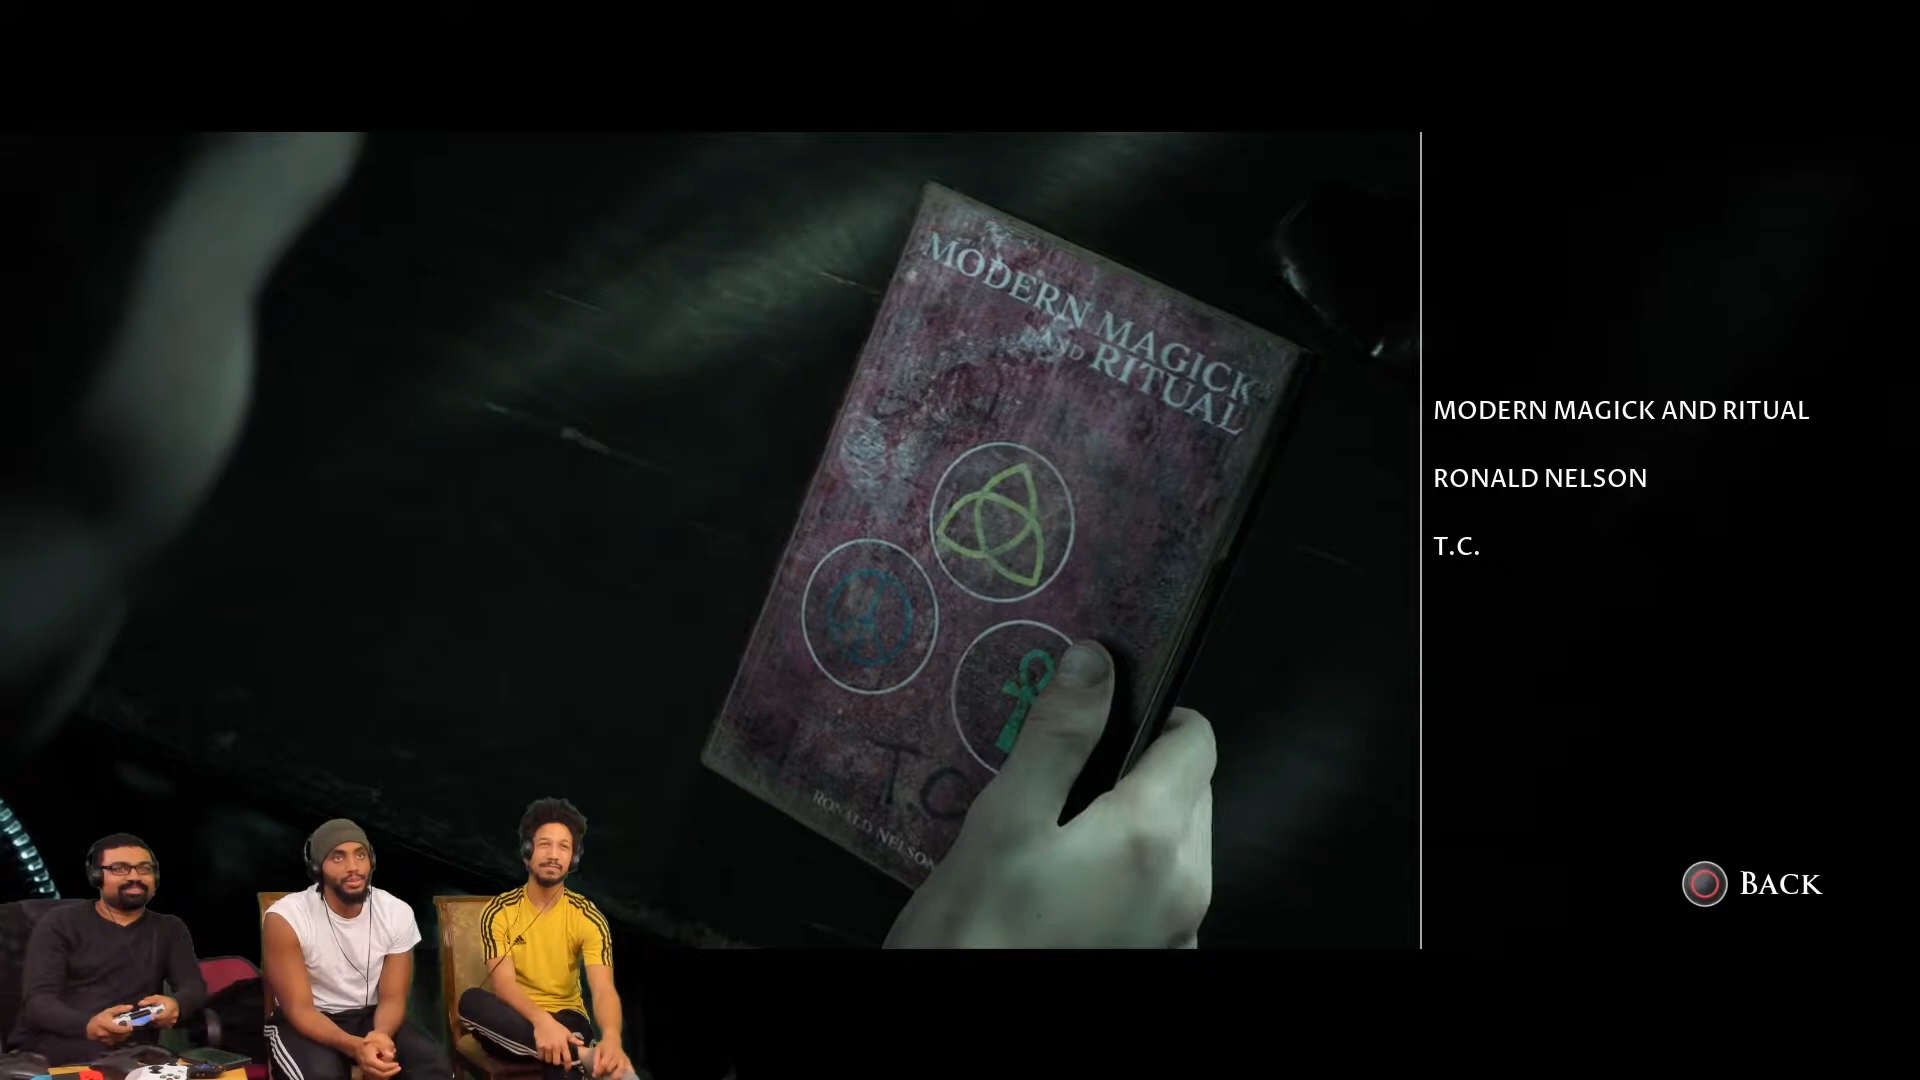 MODERN MAGICK
AND RITUAL
T.C
RONALD NELSON
MODERN MAGICK AND RITUAL
RONALD NELSON
T.C.
BACK